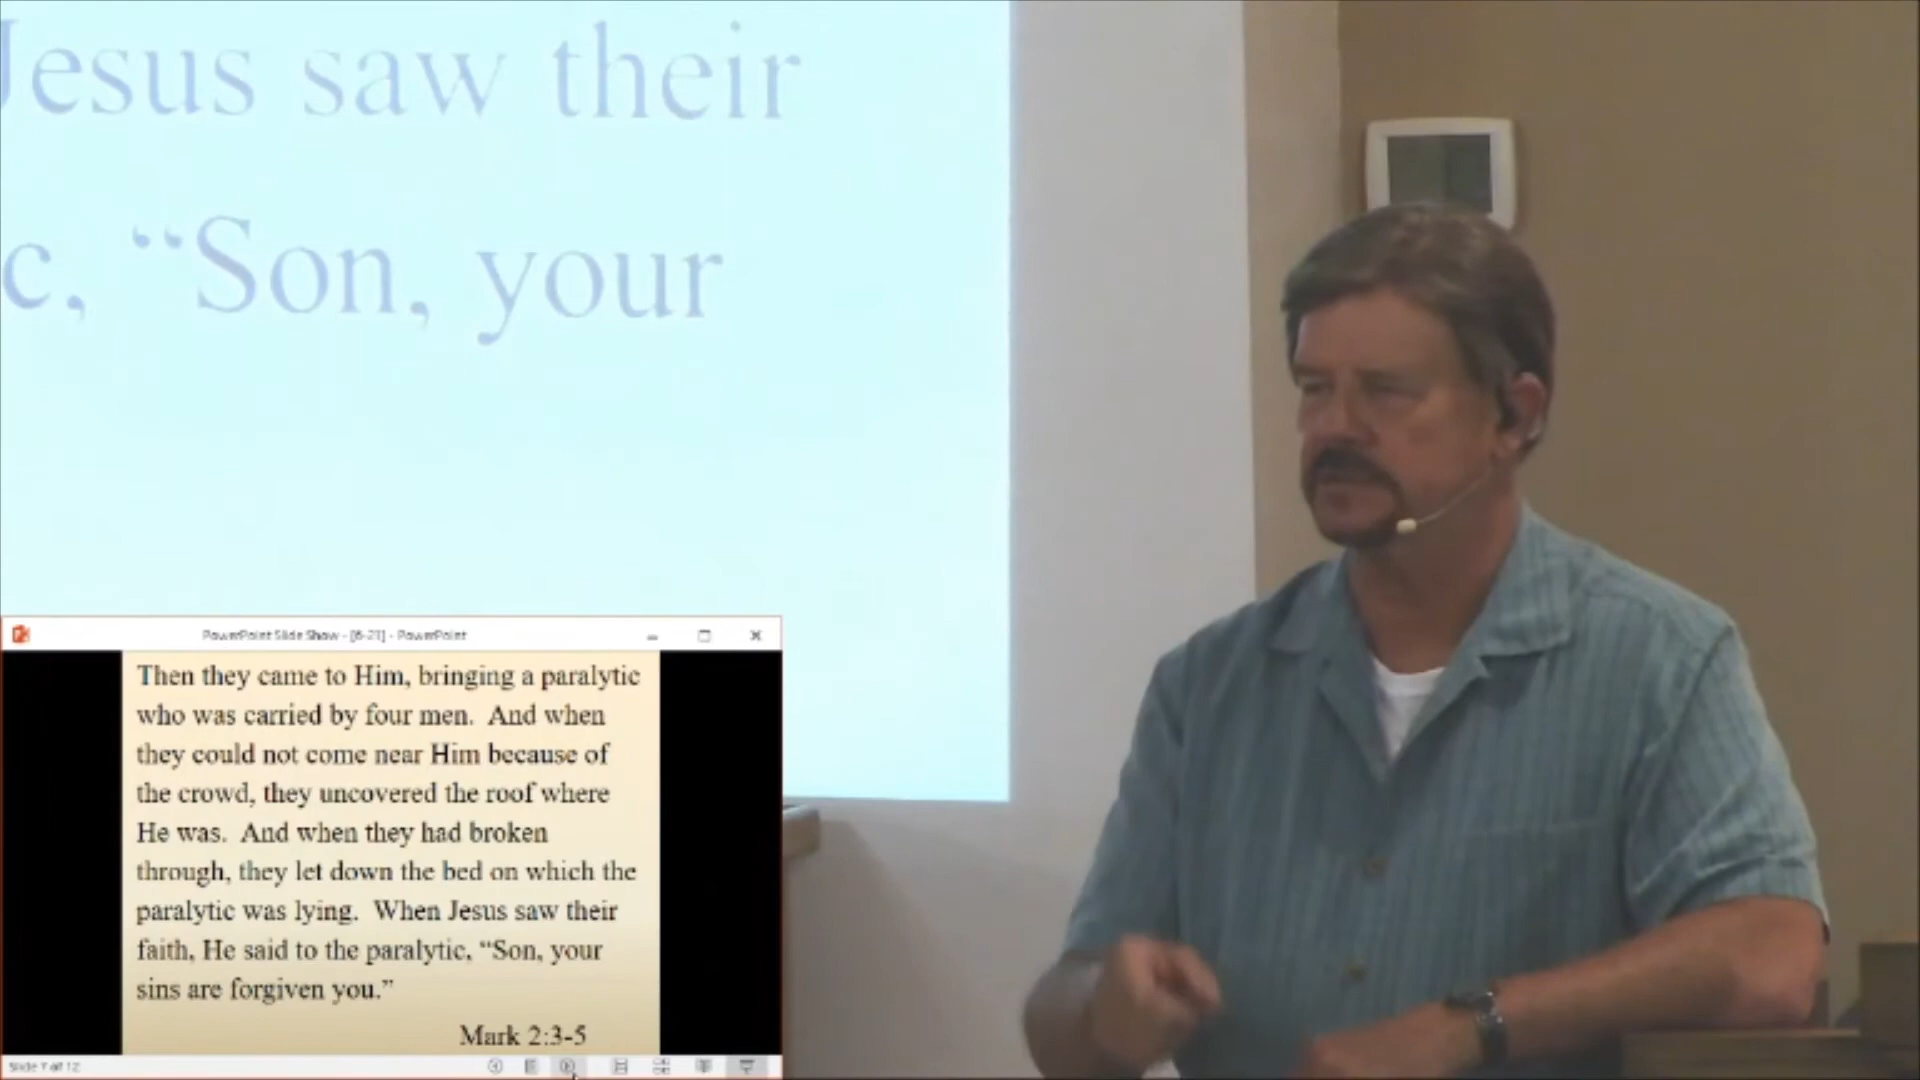 Jesus saw their
c, “Son, your
PowerPoint Slide Show - [6-21] - PowerPoint
Then they came to Him, bringing a paralytic
who was carried by four men.  And when
they could not come near Him because of
the crowd, they uncovered the roof where
He was.  And when they had broken
through, they let down the bed on which the
paralytic was lying.  When Jesus saw their
faith, He said to the paralytic, “Son, your
sins are forgiven you.”
Mark 2:3-5
Slide 7 of 12